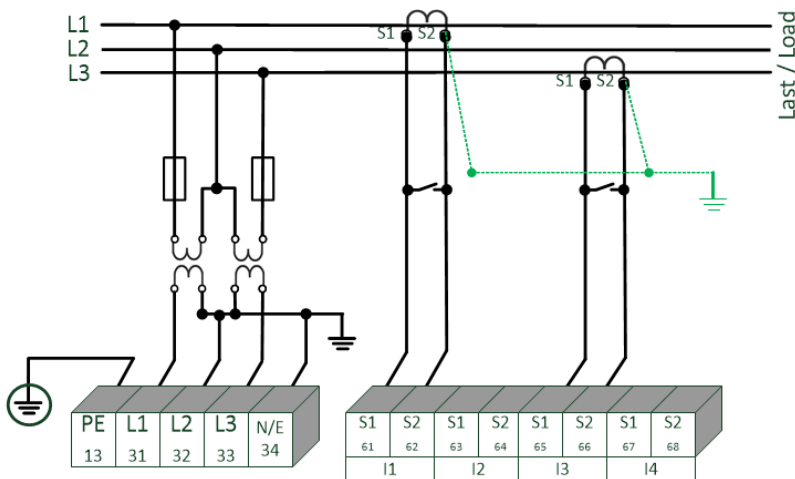 L1
L2
L3
S1 S2
S1 S2
Last / Load
PE L1 L2 L3 N/E
13 31 32 33 34
S1 S2 S1 S2 S1 S2 S1 S2
61 62 63 64 65 66 67 68
I1 I2 I3 I4